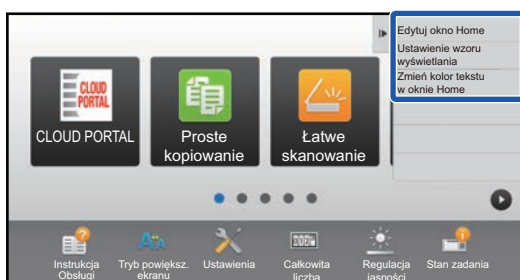 Edytuj okno Home
Ustawienie wzoru
wyświetlania
Zmień kolor tekstu
w oknie Home
CLOUD
PORTAL
CLOUD PORTAL
Proste
kopiowanie
Łatwe
skanowanie
Instrukcja
Obsługi
Tryb powiększ.
ekranu
Ustawienia
Całkowita
liczba
Regulacja
jasności
Stan zadania